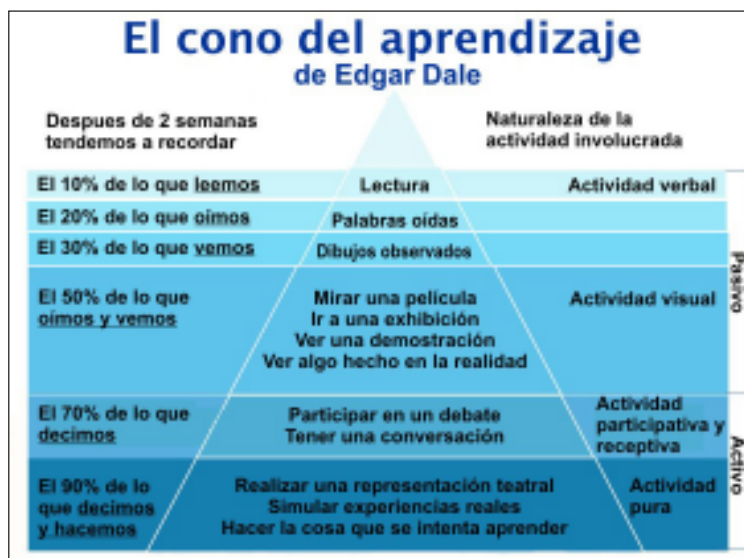 El cono del aprendizaje
de Edgar Dale
Despues de 2 semanas
tendemos a recordar
Naturaleza de la
actividad involucrada
El 10% de lo que leemos
Lectura
Actividad verbal
El 20% de lo que oímos
Palabras oídas
El 30% de lo que vemos
Dibujos observados
El 50% de lo que
oímos y vemos
Mirar una película
Ir a una exhibición
Ver una demostración
Ver algo hecho en la realidad
Actividad visual
Pasivo
El 70% de lo que
decimos
Participar en un debate
Tener una conversación
Actividad
participativa y
receptiva
El 90% de lo
que decimos
y hacemos
Realizar una representación teatral
Simular experiencias reales
Hacer la cosa que se intenta aprender
Actividad
pura
Activo